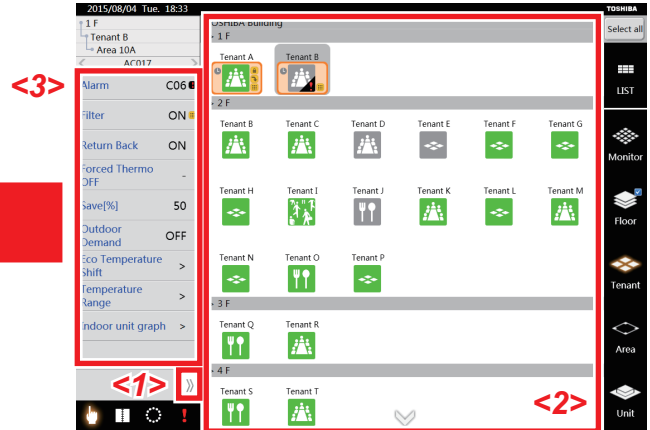 2015/08/04 Tue. 18:33
TOSHIBA
1 F
Tenant B
Area 10A
< AC017 >
<3>
Alarm C06
Filter ON
Return Back ON
Forced Thermo
OFF -
Save[%] 50
Outdoor
Demand OFF
Eco Temperature
Shift >
Temperature
Range >
Indoor unit graph >
<1> »
TOSHIBA Building
1 F
Tenant A Tenant B
2 F
Tenant B Tenant C Tenant D Tenant E Tenant F Tenant G
Tenant H Tenant I Tenant J Tenant K Tenant L Tenant M
Tenant N Tenant O Tenant P
3 F
Tenant Q Tenant R
4 F
Tenant S Tenant T
<2>
Select all
LIST
Monitor
Floor
Tenant
Area
Unit